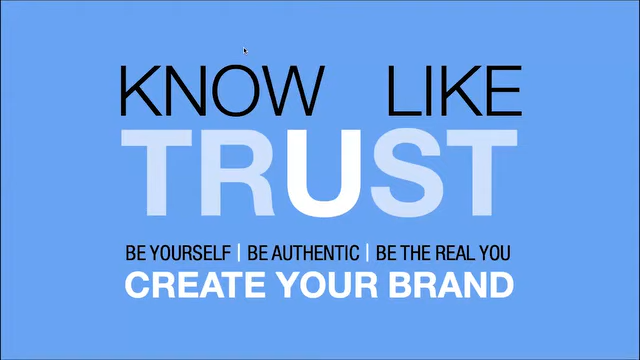 KNOW LIKE
TRUST
BE YOURSELF | BE AUTHENTIC | BE THE REAL YOU
CREATE YOUR BRAND